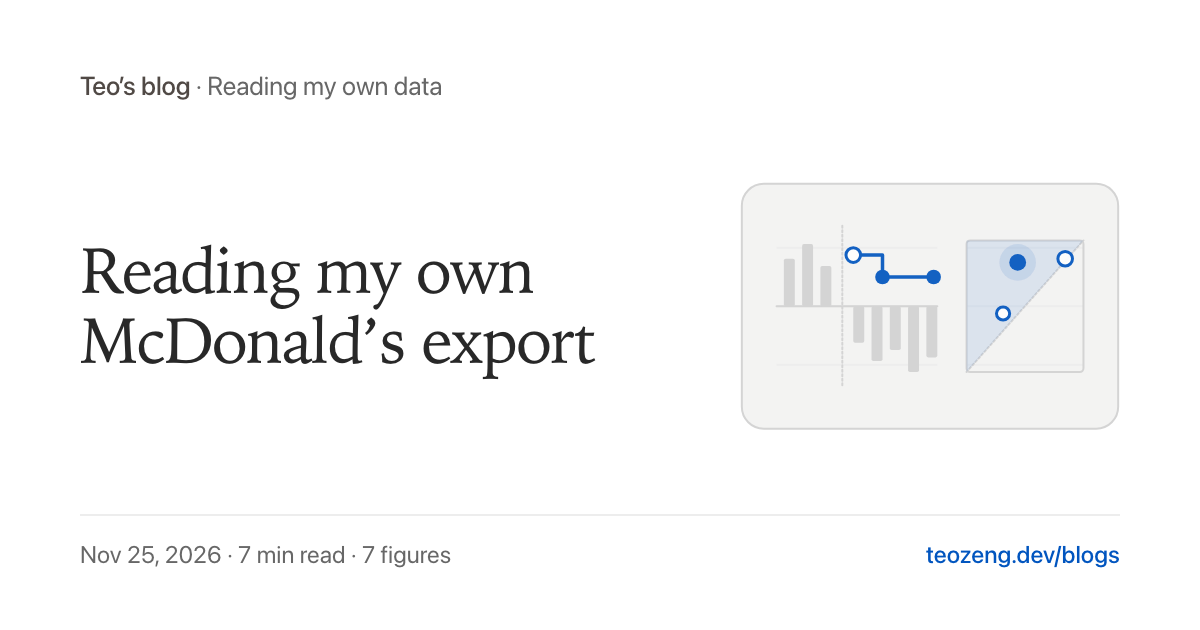 Teo’s blog · Reading my own data
Reading my own
McDonald’s export
Nov 25, 2026 · 7 min read · 7 figures
teozeng.dev/blogs